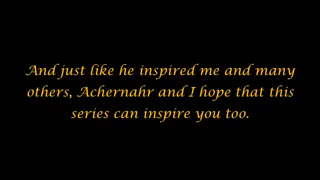 And just like he inspired me and many
others, Achernahr and I hope that this
series can inspire you too.